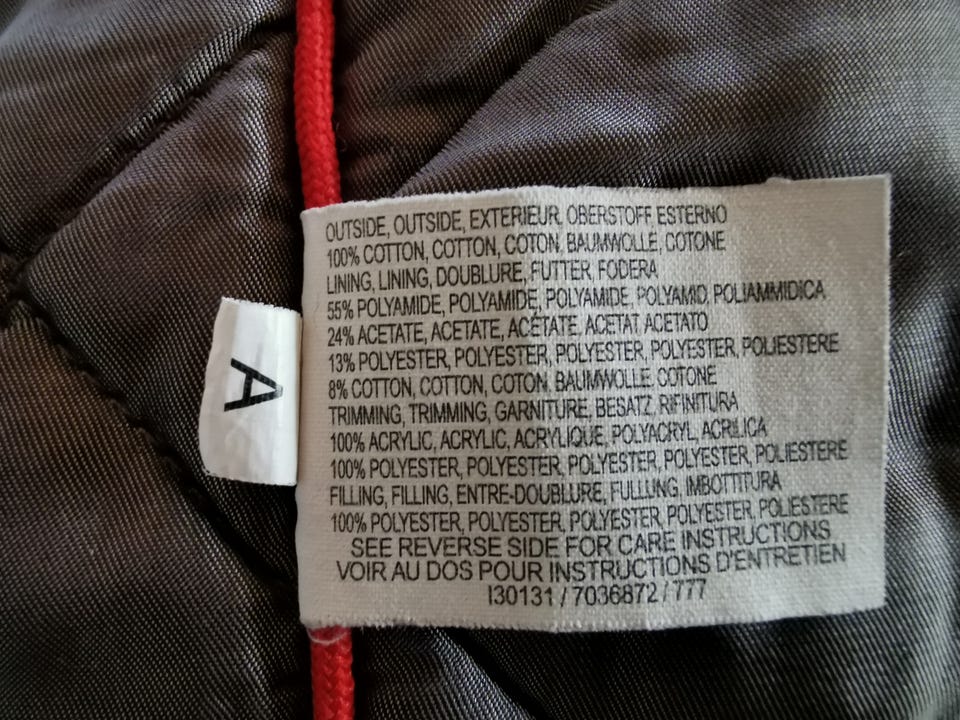 OUTSIDE, OUTSIDE, EXTERIEUR, OBERSTOFF, ESTERNO
100% COTTON, COTTON, COTON, BAUMWOLLE, COTONE
LINING, LINING, DOUBLURE, FUTTER, FODERA
55% POLYAMIDE, POLYAMIDE, POLYAMIDE, POLYAMID, POLIAMMIDICA
24% ACETATE, ACETATE, ACÉTATE, ACETAT, ACETATO
13% POLYESTER, POLYESTER, POLYESTER, POLYESTER, POLIESTERE
8% COTTON, COTTON, COTON, BAUMWOLLE, COTONE
TRIMMING, TRIMMING, GARNITURE, BESATZ, RIFINITURA
100% ACRYLIC, ACRYLIC, ACRYLIQUE, POLYACRYL, ACRILICA
100% POLYESTER, POLYESTER, POLYESTER, POLYESTER, POLIESTERE
FILLING, FILLING, ENTRE-DOUBLURE, FULLUNG, IMBOTTITURA
100% POLYESTER, POLYESTER, POLYESTER, POLYESTER, POLIESTERE
SEE REVERSE SIDE FOR CARE INSTRUCTIONS
VOIR AU DOS POUR INSTRUCTIONS D'ENTRETIEN
I30131 / 7036872 / 777
A